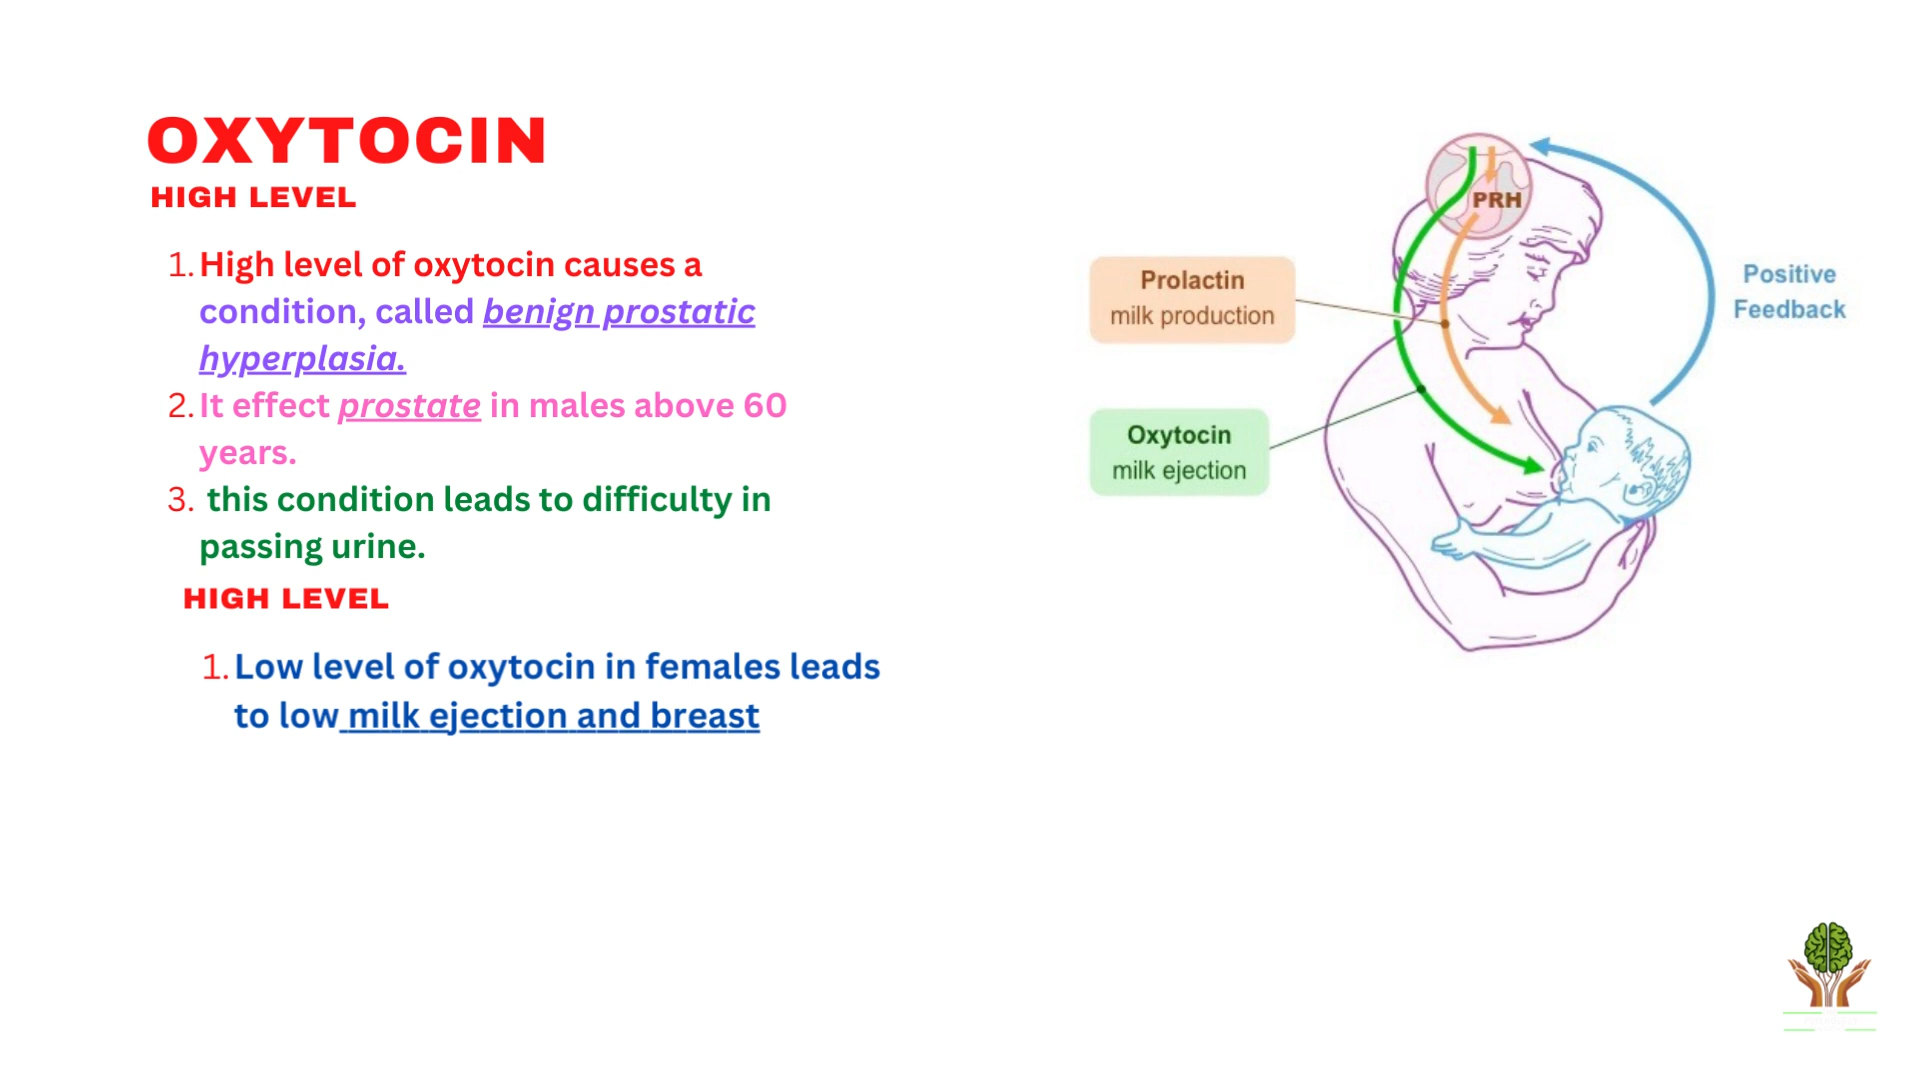 OXYTOCIN
HIGH LEVEL
1. High level of oxytocin causes a
condition, called benign prostatic
hyperplasia.
2. It effect prostate in males above 60
years.
3. this condition leads to difficulty in
passing urine.
HIGH LEVEL
1. Low level of oxytocin in females leads
to low milk ejection and breast
PRH
Prolactin
milk production
Oxytocin
milk ejection
Positive
Feedback